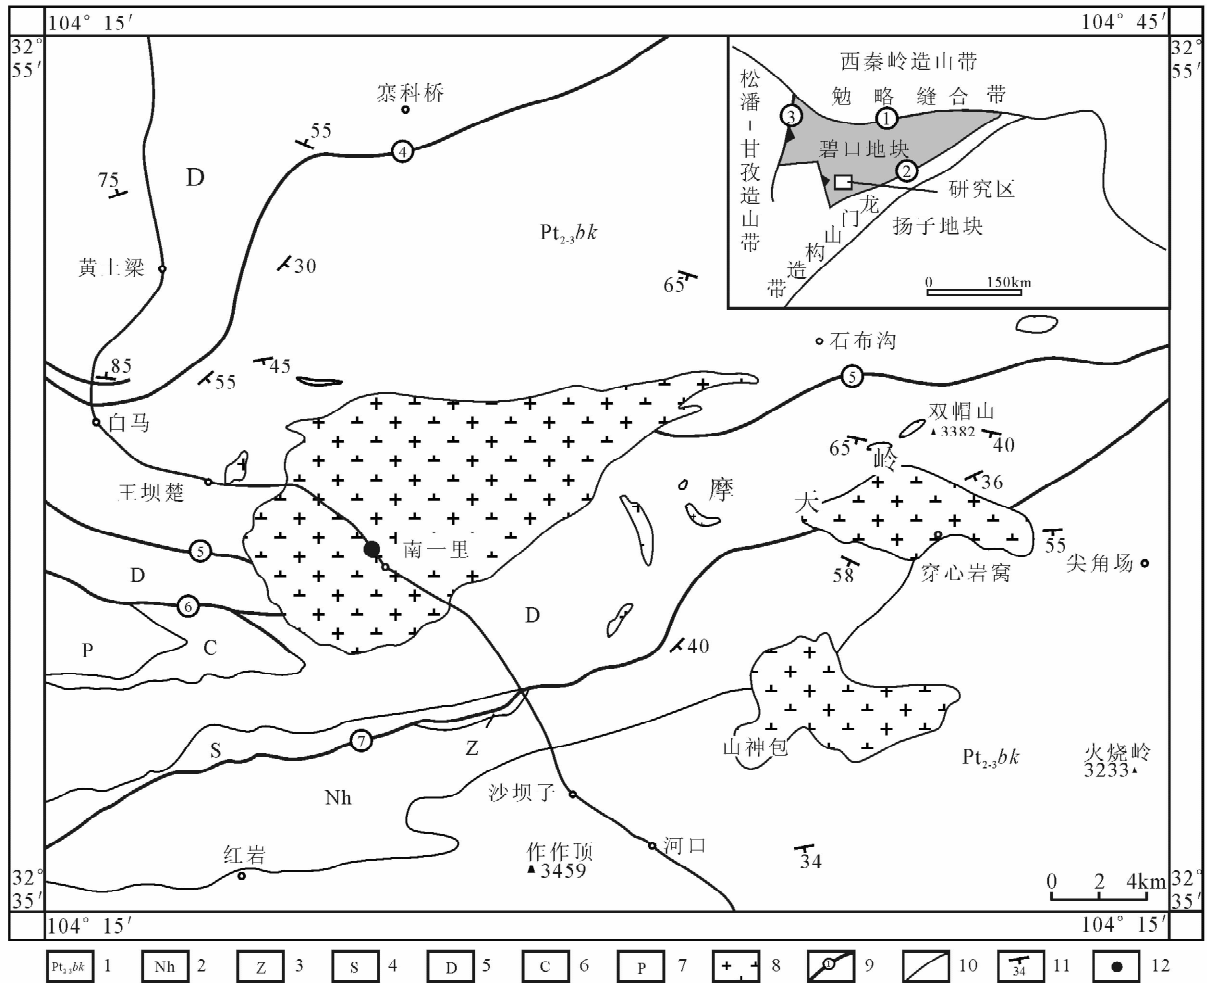 104° 15′
104° 45′
32°
55′
32°
55′
寨科桥
55
④
75
D
黄上梁
30
Pt2-3bk
65
西秦岭造山带
勉略缝合带
松潘-甘孜造山带
③
①
碧口地块
②
研究区
龙门山构造带
扬子地块
0 150km
石布沟
85
45
55
⑤
白马
双帽山
▲3382
40
65
岭
36
王坝楚
摩
大
南一里
⑤
55
穿心岩窝
尖角场
58
D
⑥
D
P
C
40
S
⑦
Z
山神包
Pt2-3bk
火烧岭
3233▲
Nh
沙坝了
红岩
作作顶
▲3459
河口
34
0 2 4km
32°
35′
32°
35′
104° 15′
104° 15′
Pt2-3bk 1 Nh 2 Z 3 S 4 D 5 C 6 P 7 8 ① 9 10 34 11 12